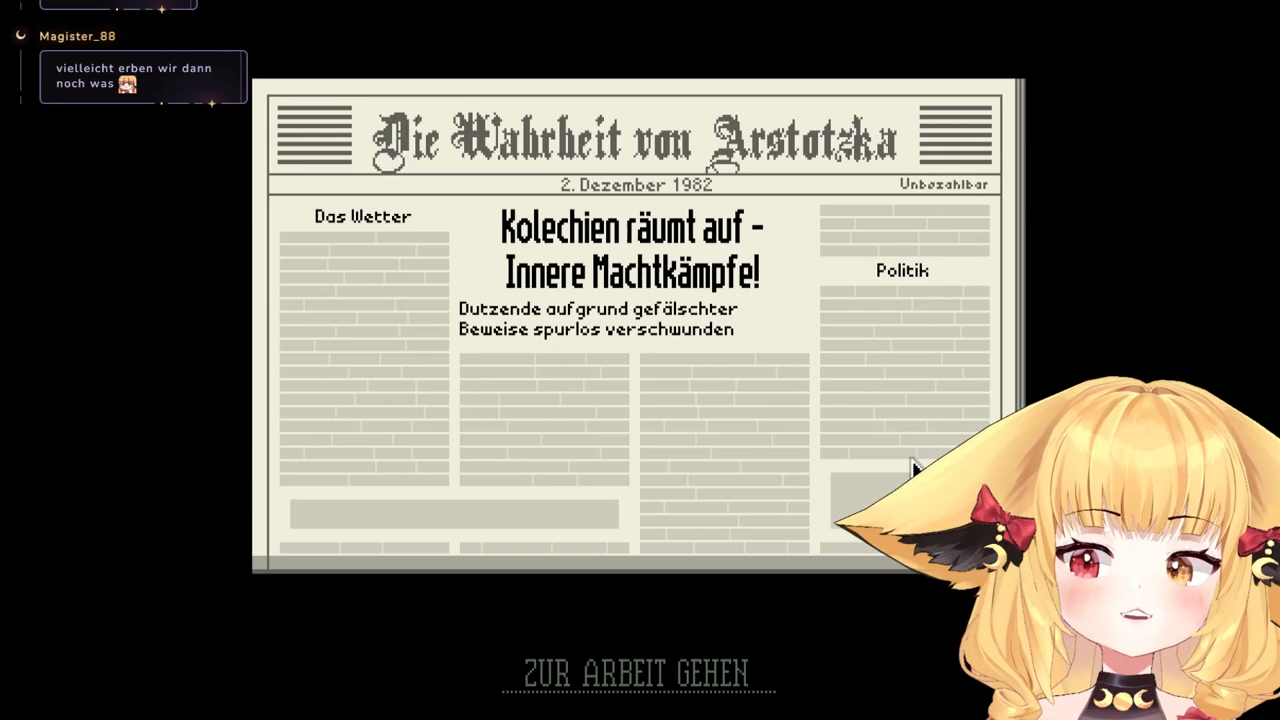 Magister_88
vielleicht erben wir dann
noch was
Die Wahrheit von Arstotzka
2. Dezember 1982
Unbezahlbar
Das Wetter
Kolechien räumt auf -
Innere Machtkämpfe!
Dutzende aufgrund gefälschter
Beweise spurlos verschwunden
Politik
ZUR ARBEIT GEHEN